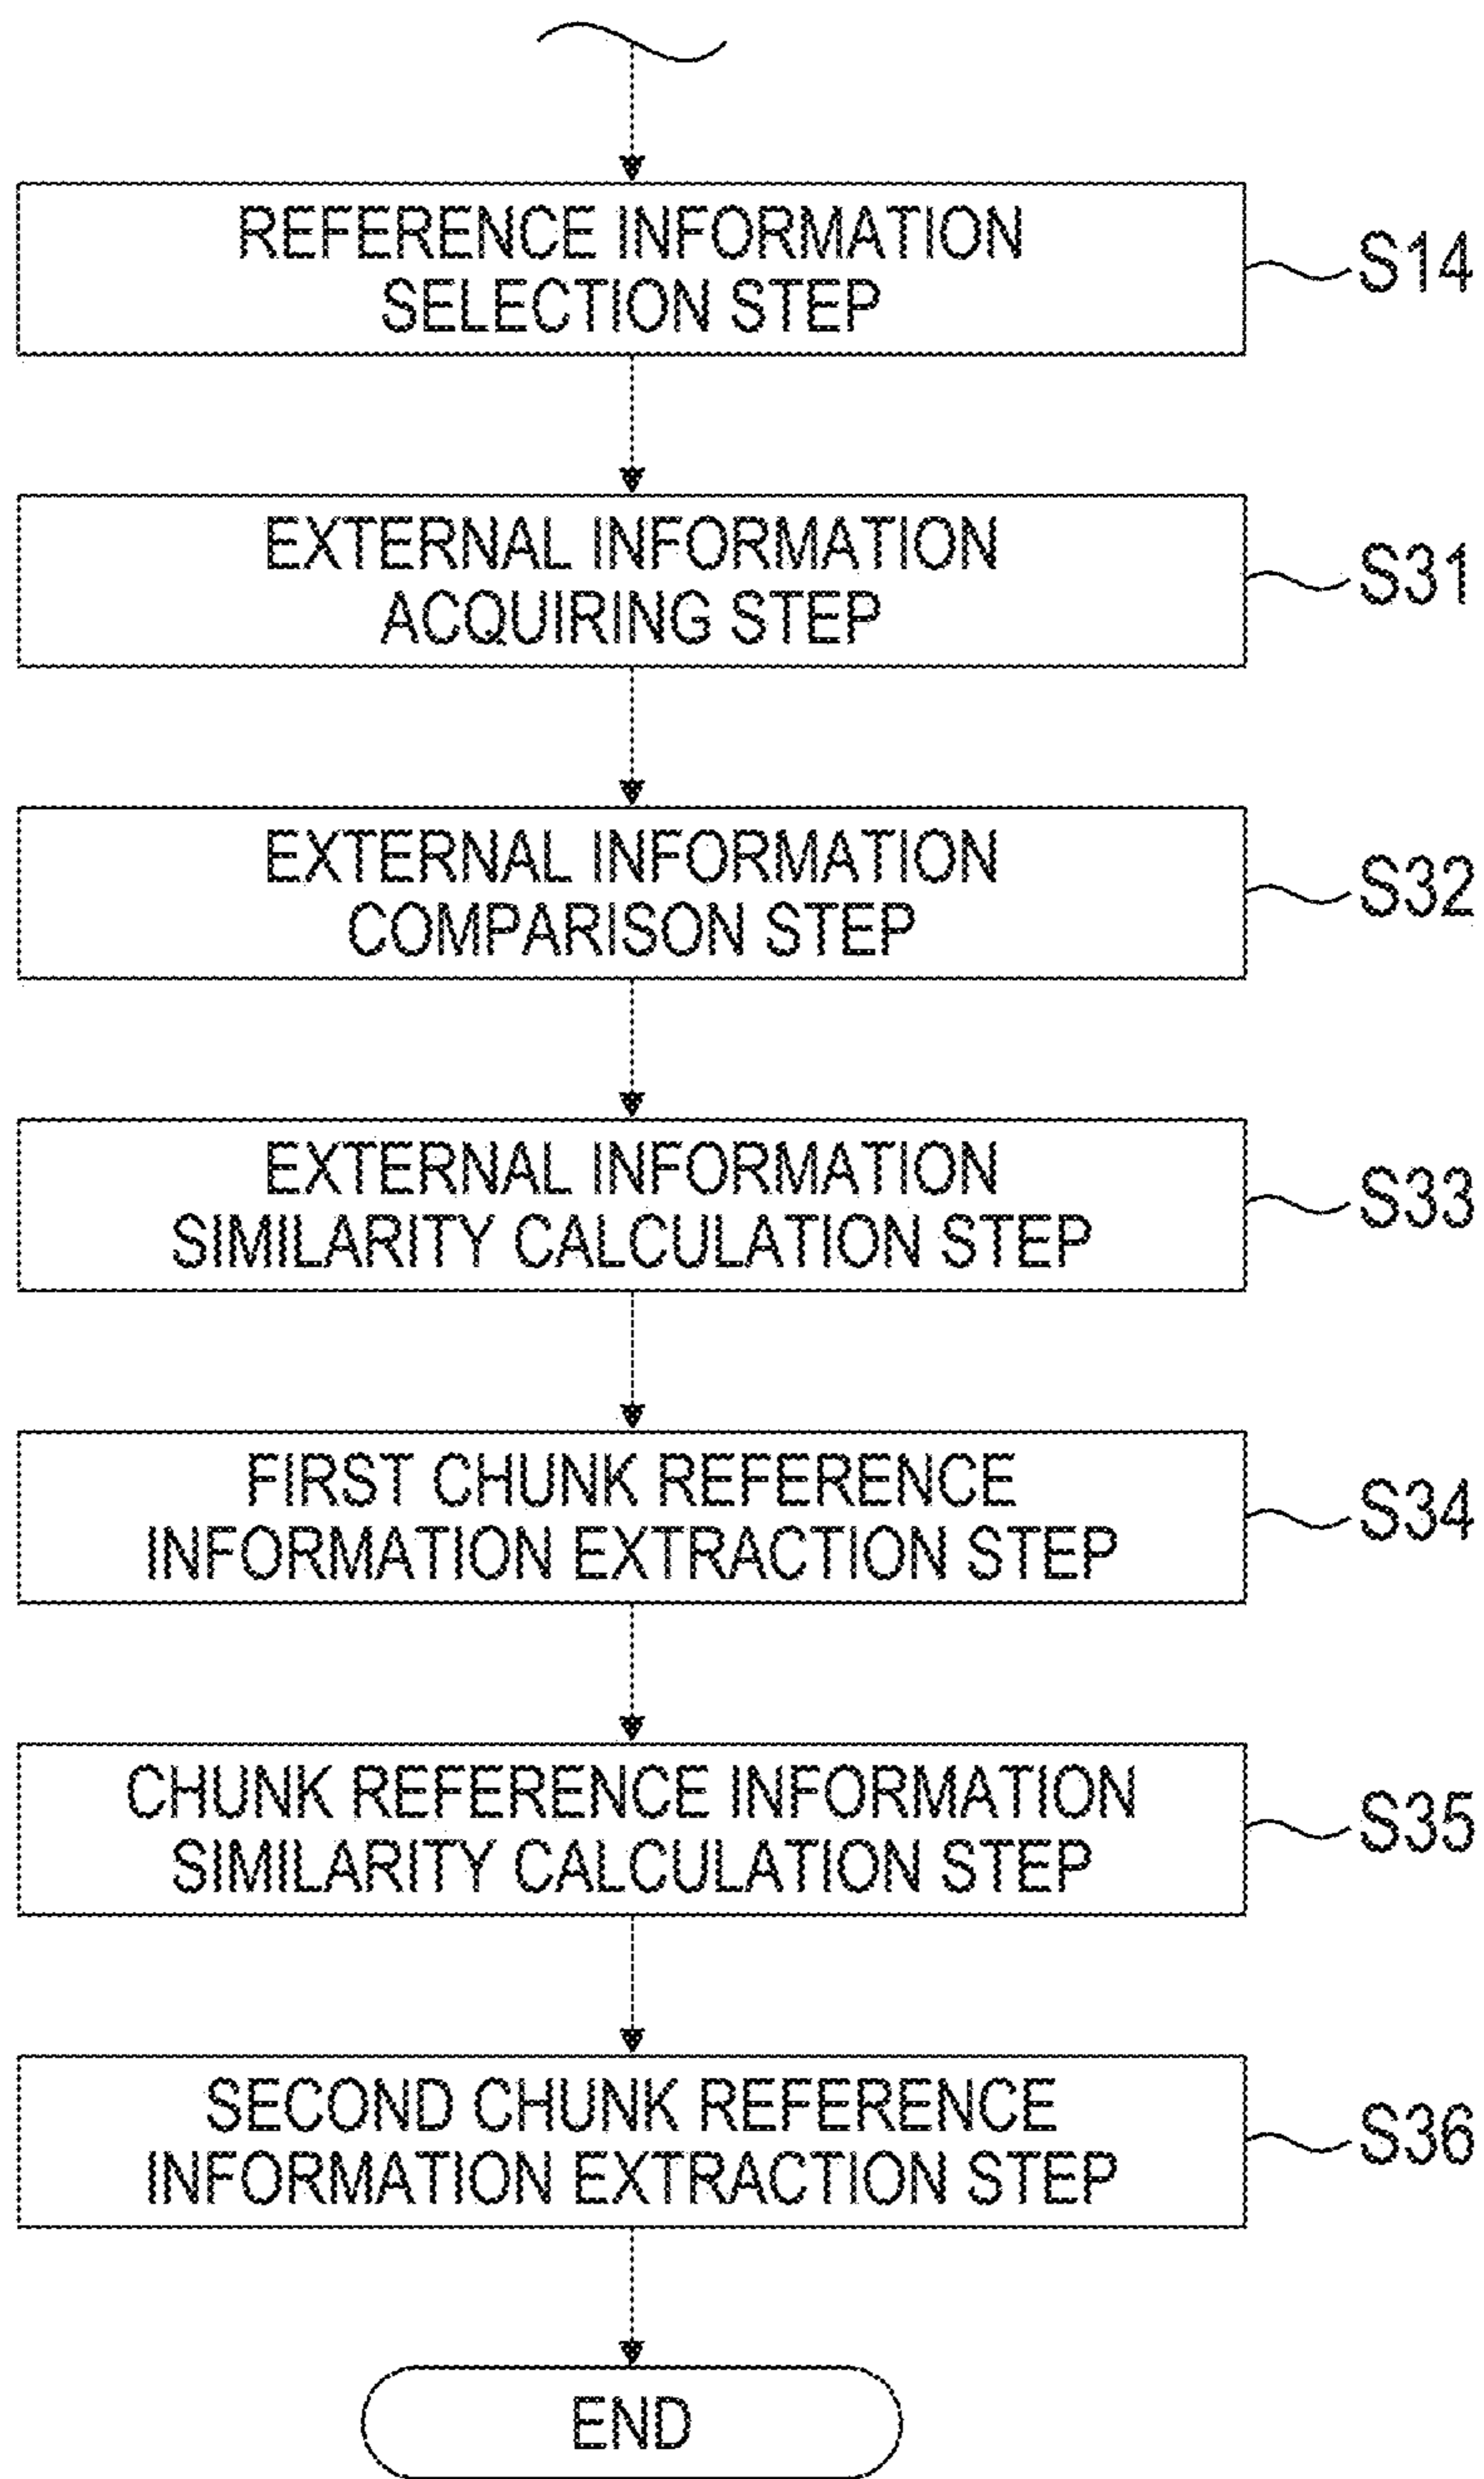 REFERENCE INFORMATION
SELECTION STEP
S14
EXTERNAL INFORMATION
ACQUIRING STEP
S31
EXTERNAL INFORMATION
COMPARISON STEP
S32
EXTERNAL INFORMATION
SIMILARITY CALCULATION STEP
S33
FIRST CHUNK REFERENCE
INFORMATION EXTRACTION STEP
S34
CHUNK REFERENCE INFORMATION
SIMILARITY CALCULATION STEP
S35
SECOND CHUNK REFERENCE
INFORMATION EXTRACTION STEP
S36
END